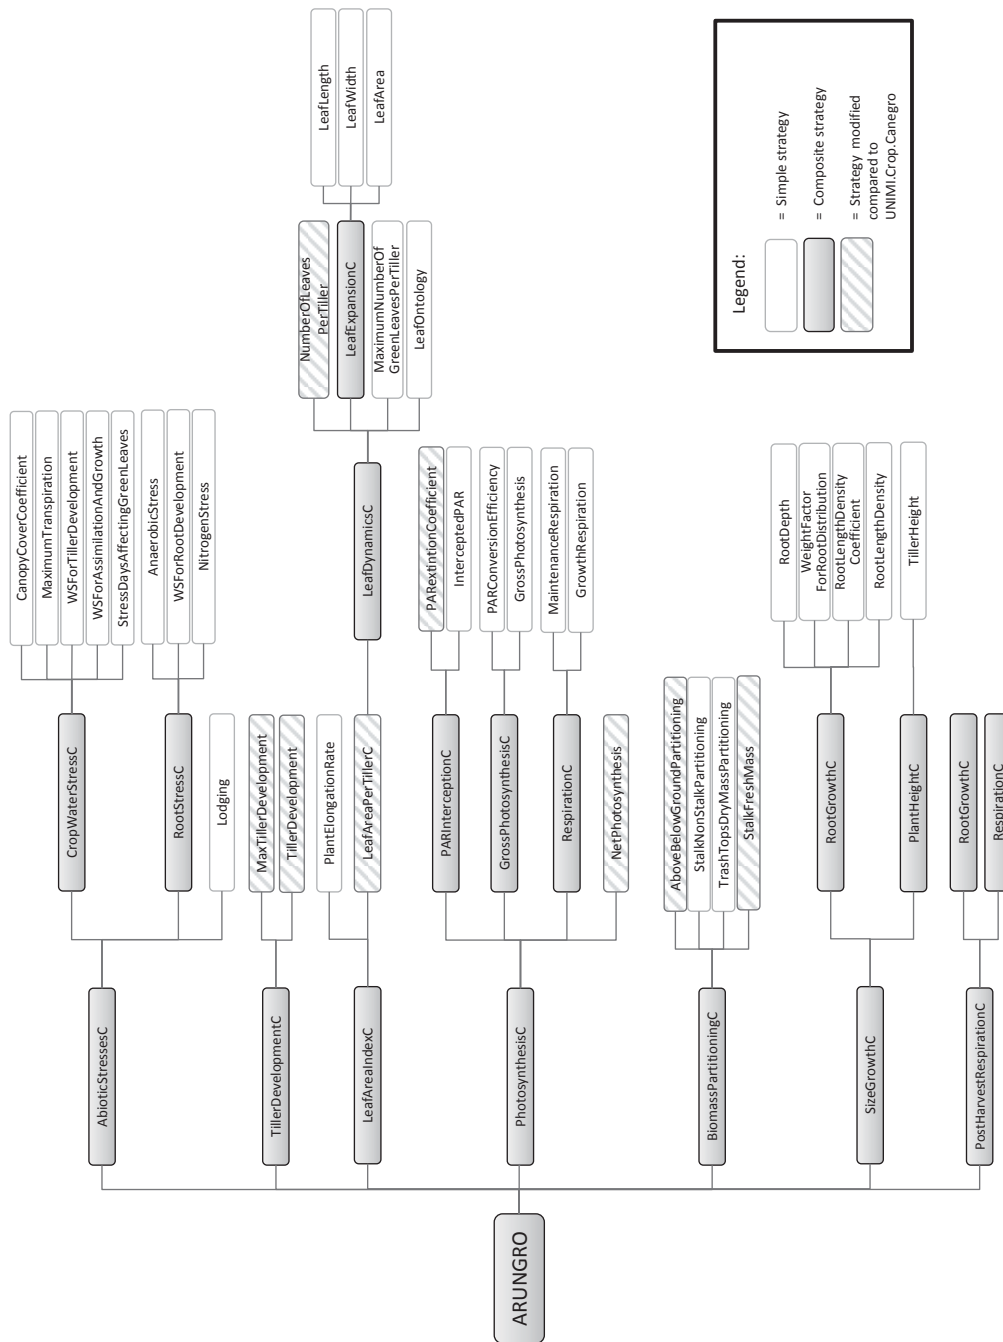 ARUNGRO
AbioticStressesC
CropWaterStressC
CanopyCoverCoefficient
MaximumTranspiration
WSForTillerDevelopment
WSForAssimilationAndGrowth
StressDaysAffectingGreenLeaves
RootStressC
AnaerobicStress
WSForRootDevelopment
NitrogenStress
Lodging
TillerDevelopmentC
MaxTillerDevelopment
TillerDevelopment
LeafAreaIndexC
PlantElongationRate
LeafAreaPerTillerC
LeafDynamicsC
NumberOfLeaves
PerTiller
LeafExpansionC
LeafLength
LeafWidth
LeafArea
MaximumNumberOf
GreenLeavesPerTiller
LeafOntology
PhotosynthesisC
PARInterceptionC
PARextintionCoefficient
InterceptedPAR
GrossPhotosynthesisC
PARConversionEfficiency
GrossPhotosynthesis
RespirationC
MaintenanceRespiration
GrowthRespiration
NetPhotosynthesis
BiomassPartitioningC
AboveBelowGroundPartitioning
StalkNonStalkPartitioning
TrashTopsDryMassPartitioning
StalkFreshMass
SizeGrowthC
RootGrowthC
RootDepth
WeightFactor
ForRootDistribution
RootLengthDensity
Coefficient
RootLengthDensity
PlantHeightC
TillerHeight
PostHarvestRespirationC
RootGrowthC
RespirationC
Legend:
= Simple strategy
= Composite strategy
= Strategy modified
compared to
UNIMI.Crop.Canegro